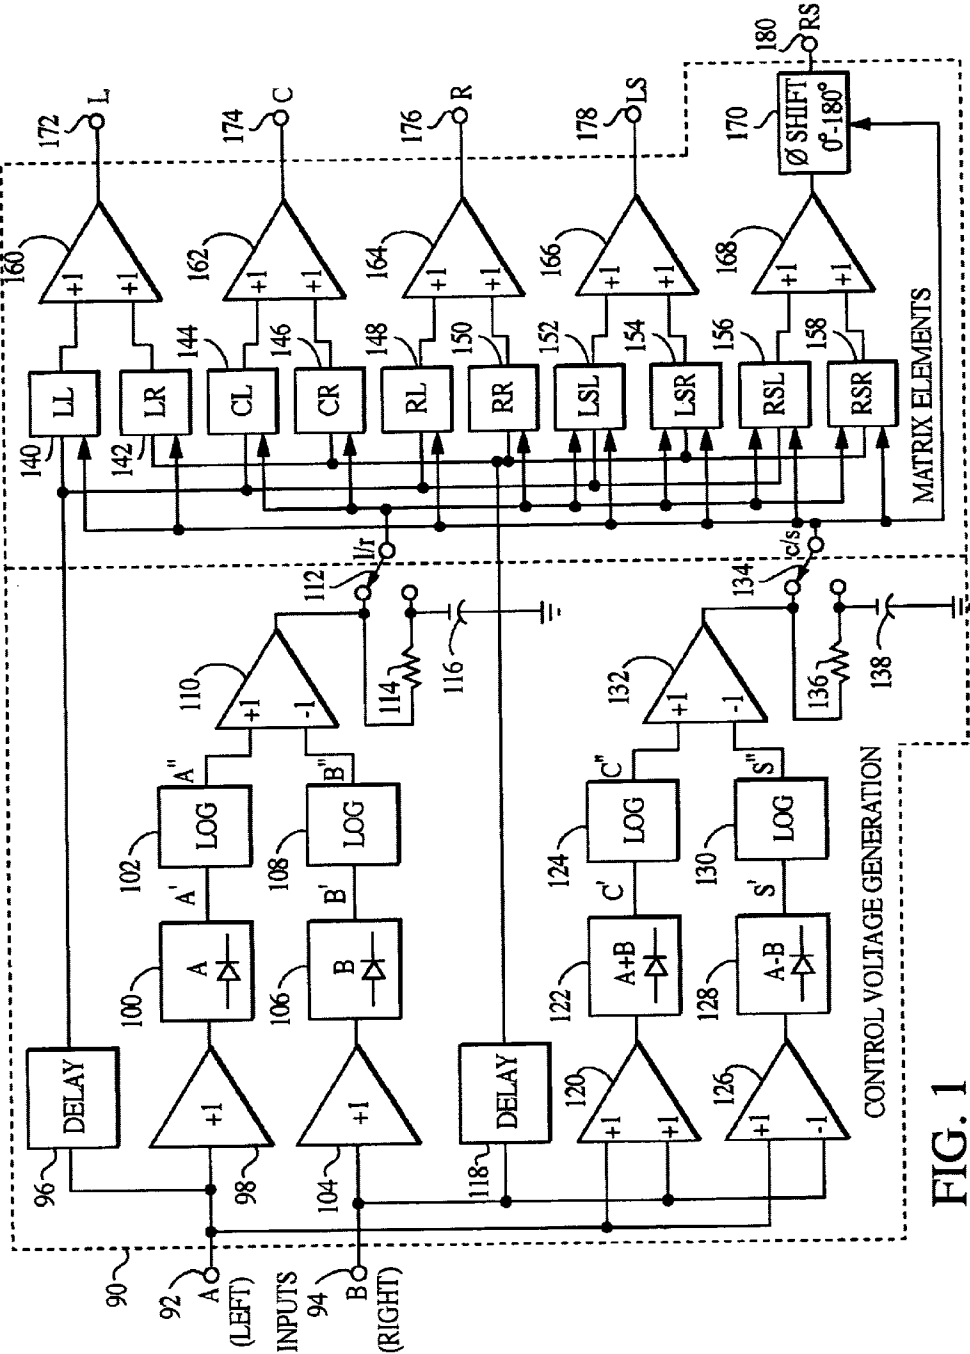 90
92
A
(LEFT)
INPUTS
94
B
(RIGHT)
96
DELAY
+1
98
104
+1
118
DELAY
120
+1
+1
126
+1
-1
100
A
106
B
122
A+B
128
A-B
A'
B'
C'
S'
102
LOG
108
LOG
124
LOG
130
LOG
A"
B"
C"
S"
110
+1
-1
132
+1
-1
112
l/r
114
116
134
c/s
136
138
CONTROL VOLTAGE GENERATION
140
LL
142
LR
144
CL
146
CR
148
RL
150
RR
152
LSL
154
LSR
156
RSL
158
RSR
MATRIX ELEMENTS
160
+1
+1
162
+1
+1
164
+1
+1
166
+1
+1
168
+1
+1
170
Ø SHIFT
0°-180°
172
L
174
C
176
R
178
LS
180
RS
FIG. 1